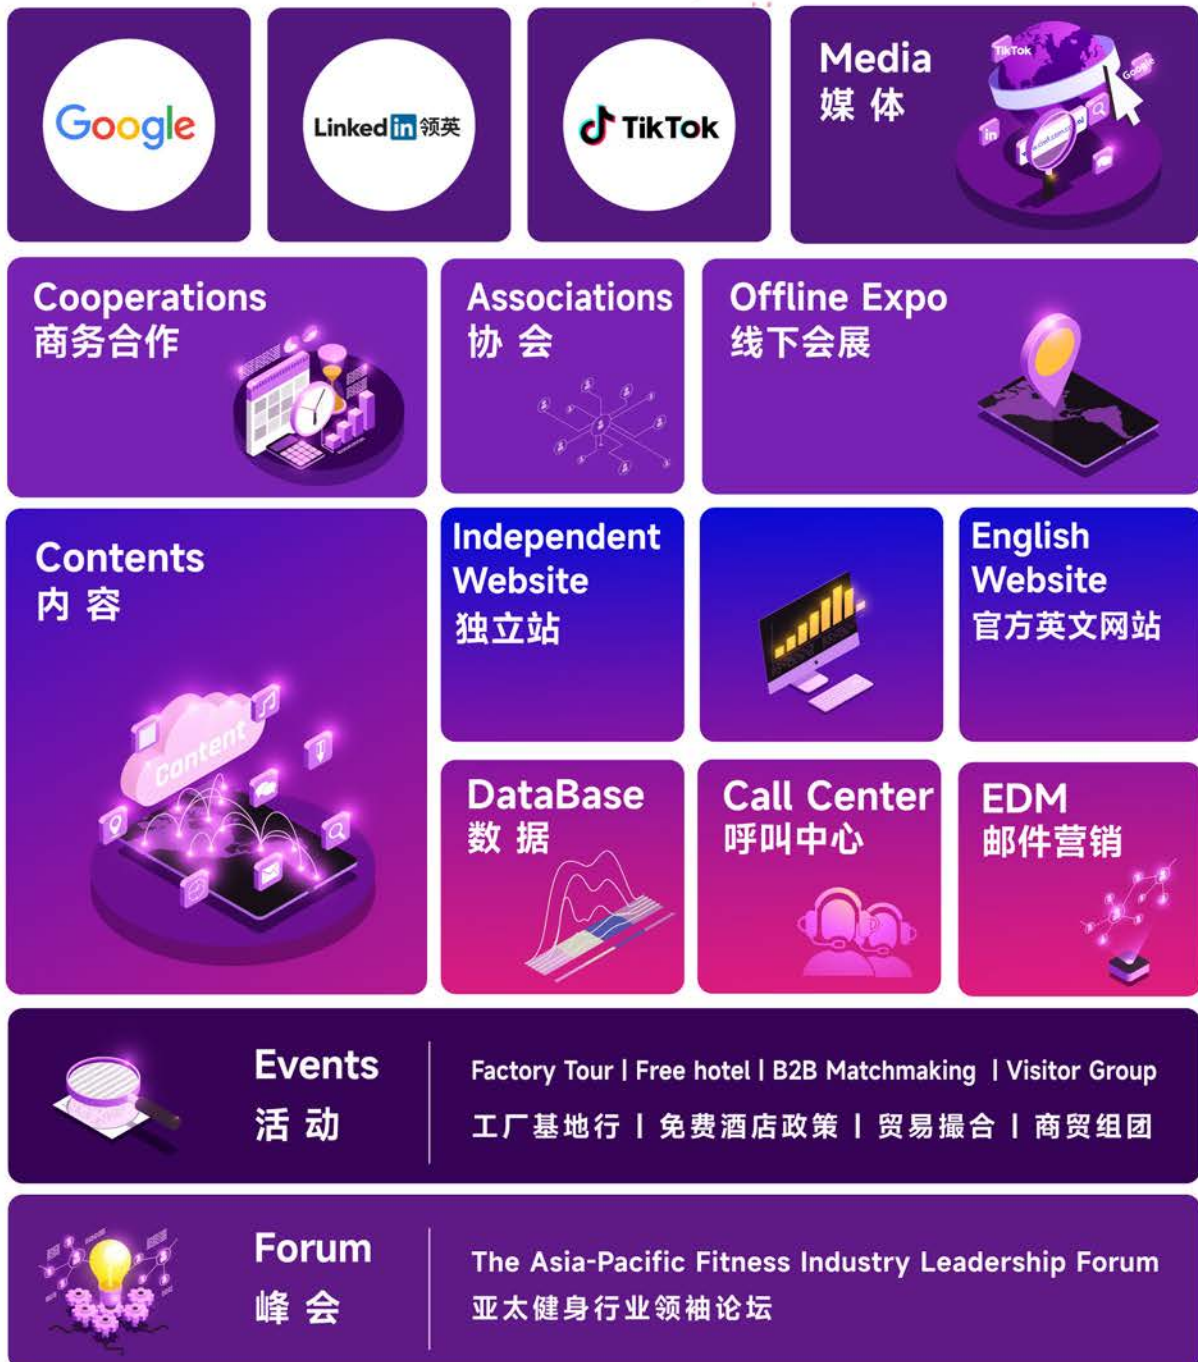 Google
Linked in 领英
TikTok
Media
媒体
TikTok
Google
in
Cooperations
商务合作
Associations
协会
Offline Expo
线下会展
Contents
内容
Content
Independent
Website
独立站
English
Website
官方英文网站
DataBase
数据
Call Center
呼叫中心
EDM
邮件营销
Events
活动
Factory Tour | Free hotel | B2B Matchmaking | Visitor Group
工厂基地行 | 免费酒店政策 | 贸易撮合 | 商贸组团
Forum
峰会
The Asia-Pacific Fitness Industry Leadership Forum
亚太健身行业领袖论坛